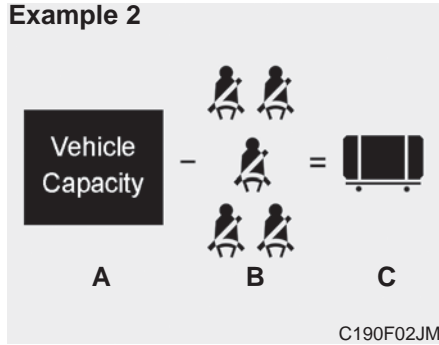 Example 2
Vehicle
Capacity
–
=
A
B
C
C190F02JM